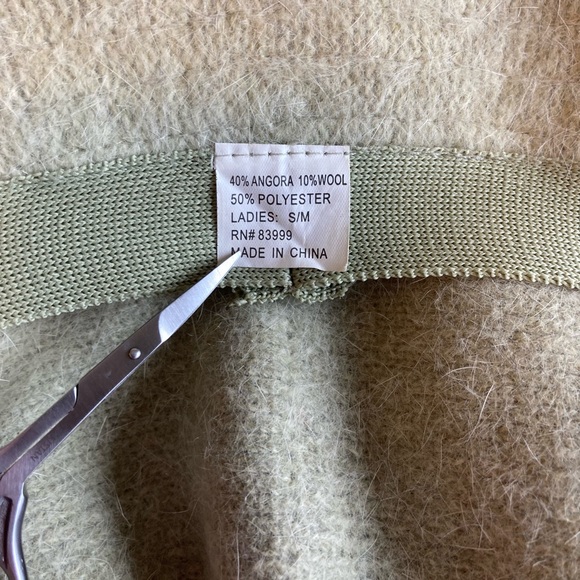 40% ANGORA 10% WOOL
50% POLYESTER
LADIES: S/M
RN# 83999
MADE IN CHINA